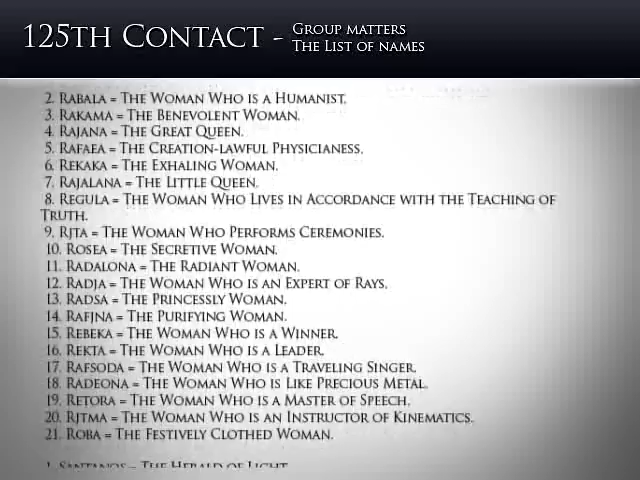 125th Contact -
Group matters
The List of names
2. Rabala = The Woman Who is a Humanist.
3. Rakama = The Benevolent Woman.
4. Rajana = The Great Queen.
5. Rafaea = The Creation-lawful Physicianess.
6. Rekaka = The Exhaling Woman.
7. Rajalana = The Little Queen.
8. Regula = The Woman Who Lives in Accordance with the Teaching of
Truth.
9. Rjta = The Woman Who Performs Ceremonies.
10. Rosea = The Secretive Woman.
11. Radalona = The Radiant Woman.
12. Radja = The Woman Who is an Expert of Rays.
13. Radsa = The Princessly Woman.
14. Rafjna = The Purifying Woman.
15. Rebeka = The Woman Who is a Winner.
16. Rekta = The Woman Who is a Leader.
17. Rafsoda = The Woman Who is a Traveling Singer.
18. Radeona = The Woman Who is Like Precious Metal.
19. Retora = The Woman Who is a Master of Speech.
20. Rjtma = The Woman Who is an Instructor of Kinematics.
21. Roba = The Festively Clothed Woman.
1. Santanos = The Herald of Light.